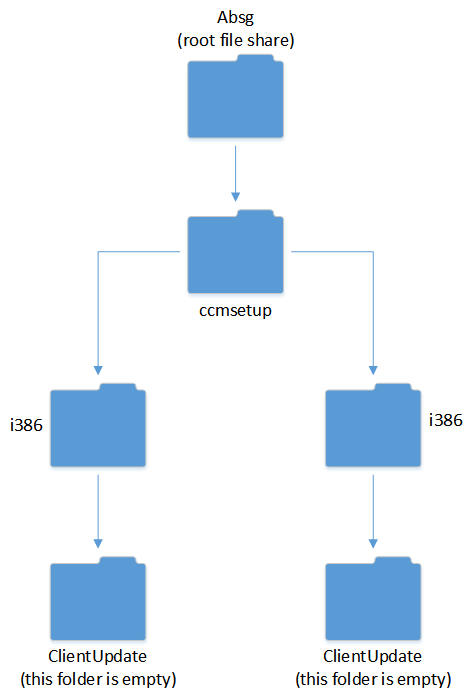 Absg
(root file share)
ccmsetup
i386
i386
ClientUpdate
(this folder is empty)
ClientUpdate
(this folder is empty)